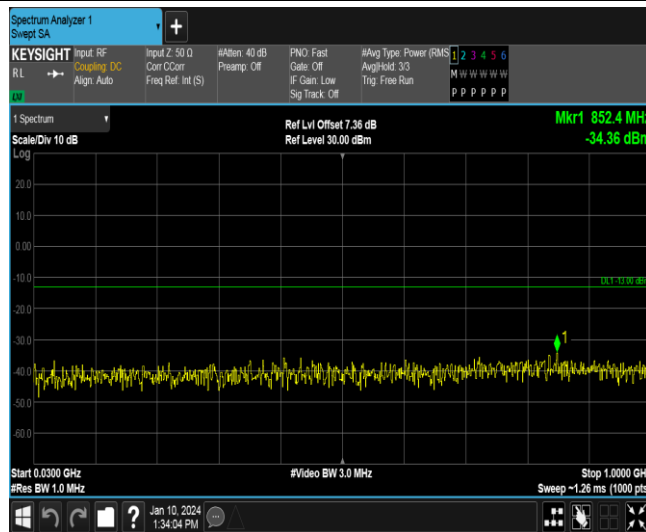 Spectrum Analyzer 1
Swept SA
+
KEYSIGHT
RL
LV
Input: RF
Coupling: DC
Align: Auto
Input Z: 50 Ω
Corr CCorr
Freq Ref: Int (S)
#Atten: 40 dB
Preamp: Off
PNO: Fast
Gate: Off
IF Gain: Low
Sig Track: Off
#Avg Type: Power (RMS
Avg|Hold: 3/3
Trig: Free Run
1 2 3 4 5 6
M W W W W W
P P P P P P
1 Spectrum
Scale/Div 10 dB
Log
Ref Lvl Offset 7.36 dB
Ref Level 30.00 dBm
Mkr1 852.4 MHz
-34.36 dBm
20.0
10.0
0.00
-10.0
DL1 -13.00 dBm
-20.0
-30.0
1
-40.0
-50.0
-60.0
Start 0.0300 GHz
#Res BW 1.0 MHz
#Video BW 3.0 MHz
Stop 1.0000 GHz
Sweep ~1.26 ms (1000 pts)
?
Jan 10, 2024
1:34:04 PM